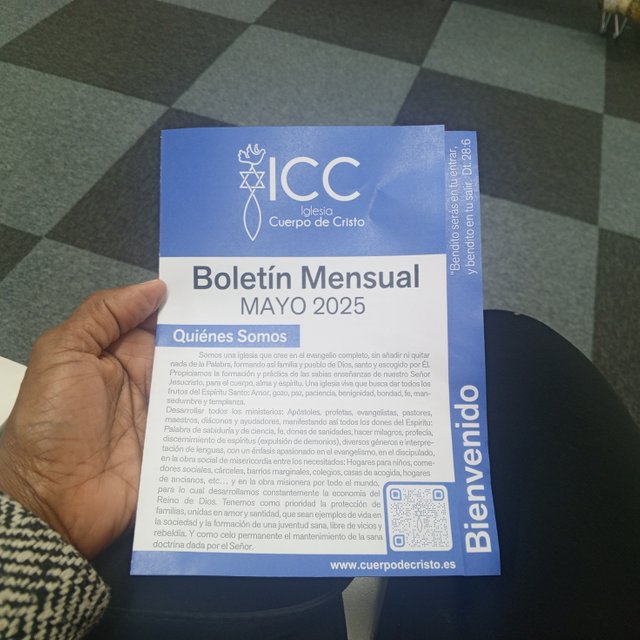 ICC
Iglesia
Cuerpo de Cristo
Boletín Mensual
MAYO 2025
Quiénes Somos
Somos una iglesia que cree en el evangelio completo, sin añadir ni quitar
nada de la Palabra, formando así familia y pueblo de Dios, santo y escogido por Él.
Propiciamos la formación y práctica de las sabias enseñanzas de nuestro Señor
Jesucristo, para el cuerpo, alma y espíritu. Una iglesia vive que busca dar todos los
frutos del Espíritu Santo: Amor, gozo, paz, paciencia, benignidad, bondad, fe, man-
sedumbre y templanza.
Desarrollar todos los ministerios: Apóstoles, profetas, evangelistas, pastores,
maestros, diáconos y ayudadores, manifestando así todos los dones del Espíritu:
Palabra de sabiduría y de ciencia, fe, dones de sanidades, hacer milagros, profecía,
discernimiento de espíritus (expulsión de demonios), diversos géneros e interpre-
tación de lenguas, con un énfasis apasionado en el evangelismo, en el discipulado,
en la obra social de misericordia entre los necesitados: Hogares para niños, come-
dores sociales, cárceles, barrios marginales, colegios, casas de acogida, hogares
de ancianos, etc... y en la obra misionera por todo el mundo,
para lo cual desarrollamos constantemente la economía del
Reino de Dios. Tenemos como prioridad la protección de
familias, unidas en amor y santidad, que sean ejemplos de vida en
la sociedad y la formación de una juventud sana, libre de vicios y
rebeldía. Y como celo permanente el mantenimiento de la sana
doctrina dada por el Señor.
www.cuerpodecristo.es
"Bendito serás en tu entrar,
y bendito en tu salir. Dt.28:6
Bienvenido